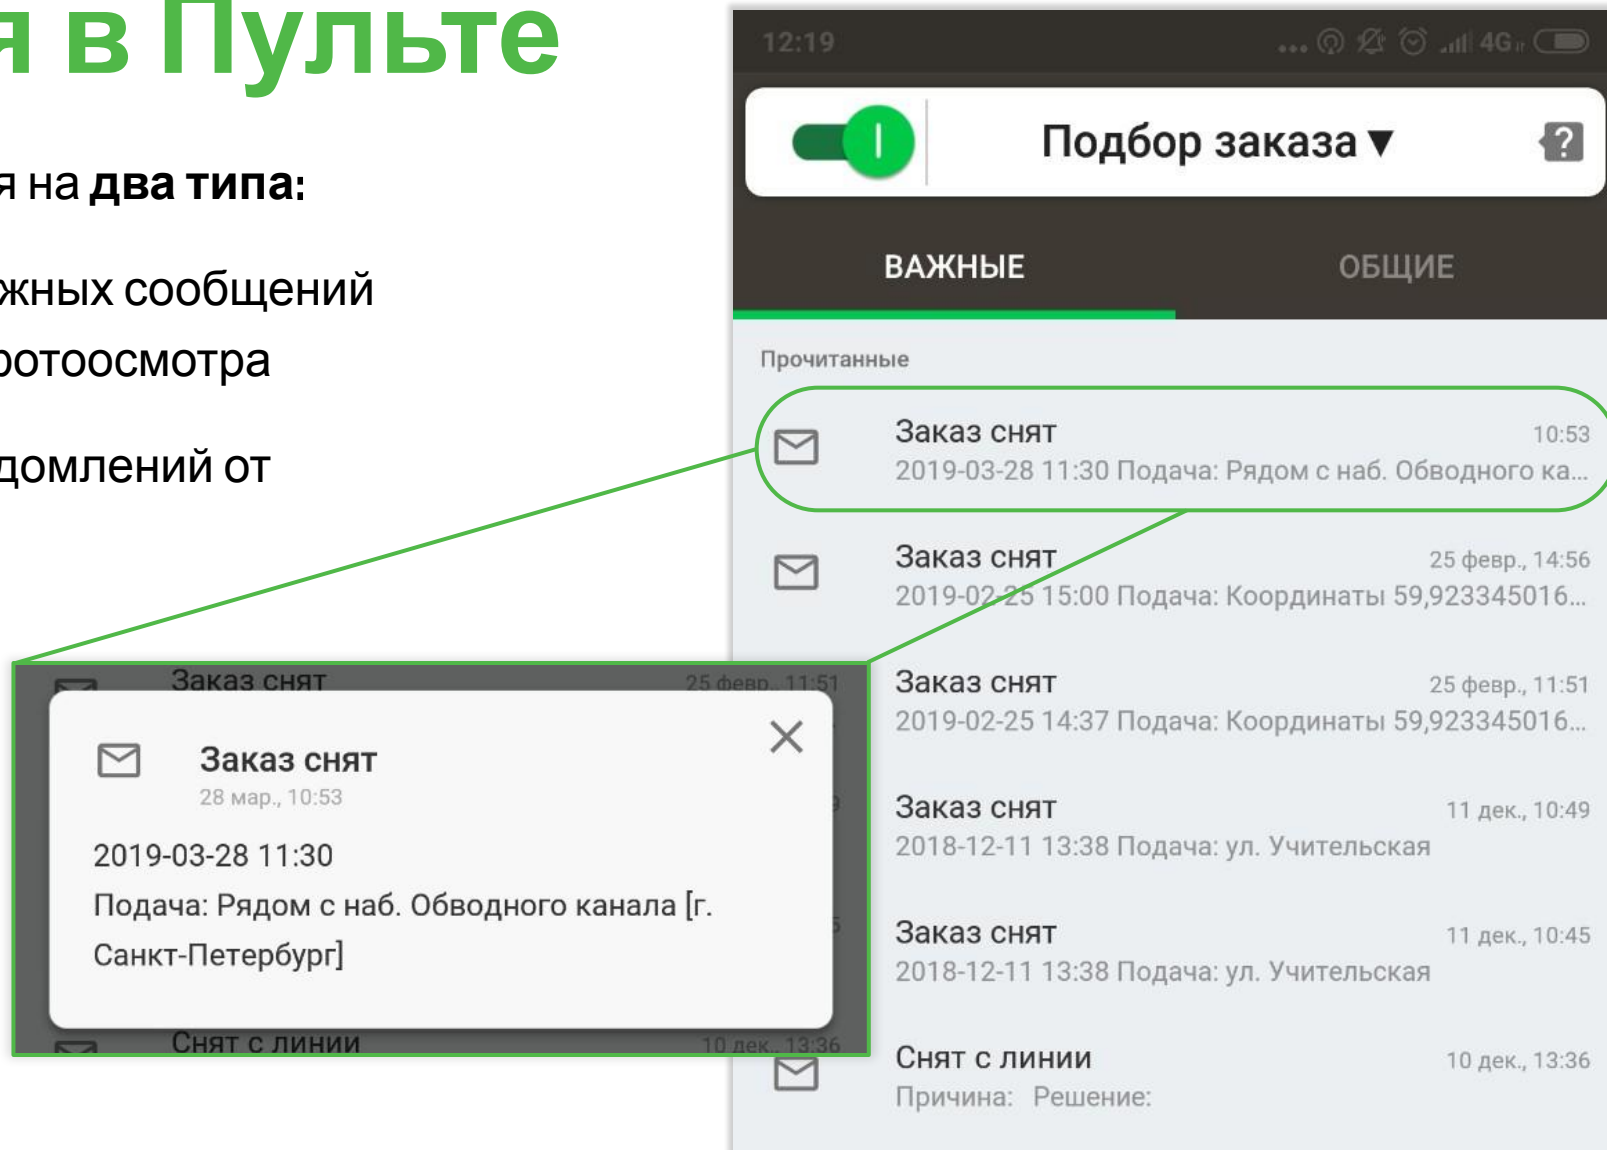 я в Пульте
я на два типа:
жных сообщений
фотоосмотра
домлений от
12:19
4G
Подбор заказа ▼
?
ВАЖНЫЕ
ОБЩИЕ
Прочитанные
Заказ снят
10:53
2019-03-28 11:30 Подача: Рядом с наб. Обводного ка...
Заказ снят
25 февр., 14:56
2019-02-25 15:00 Подача: Координаты 59,923345016...
Заказ снят
25 февр., 11:51
2019-02-25 14:37 Подача: Координаты 59,923345016...
Заказ снят
11 дек., 10:49
2018-12-11 13:38 Подача: ул. Учительская
Заказ снят
11 дек., 10:45
2018-12-11 13:38 Подача: ул. Учительская
Снят с линии
10 дек., 13:36
Причина: Решение:
Заказ снят
25 февр., 11:51
Заказ снят
28 мар., 10:53
2019-03-28 11:30
Подача: Рядом с наб. Обводного канала [г.
Санкт-Петербург]
Снят с линии
10 дек., 13:36